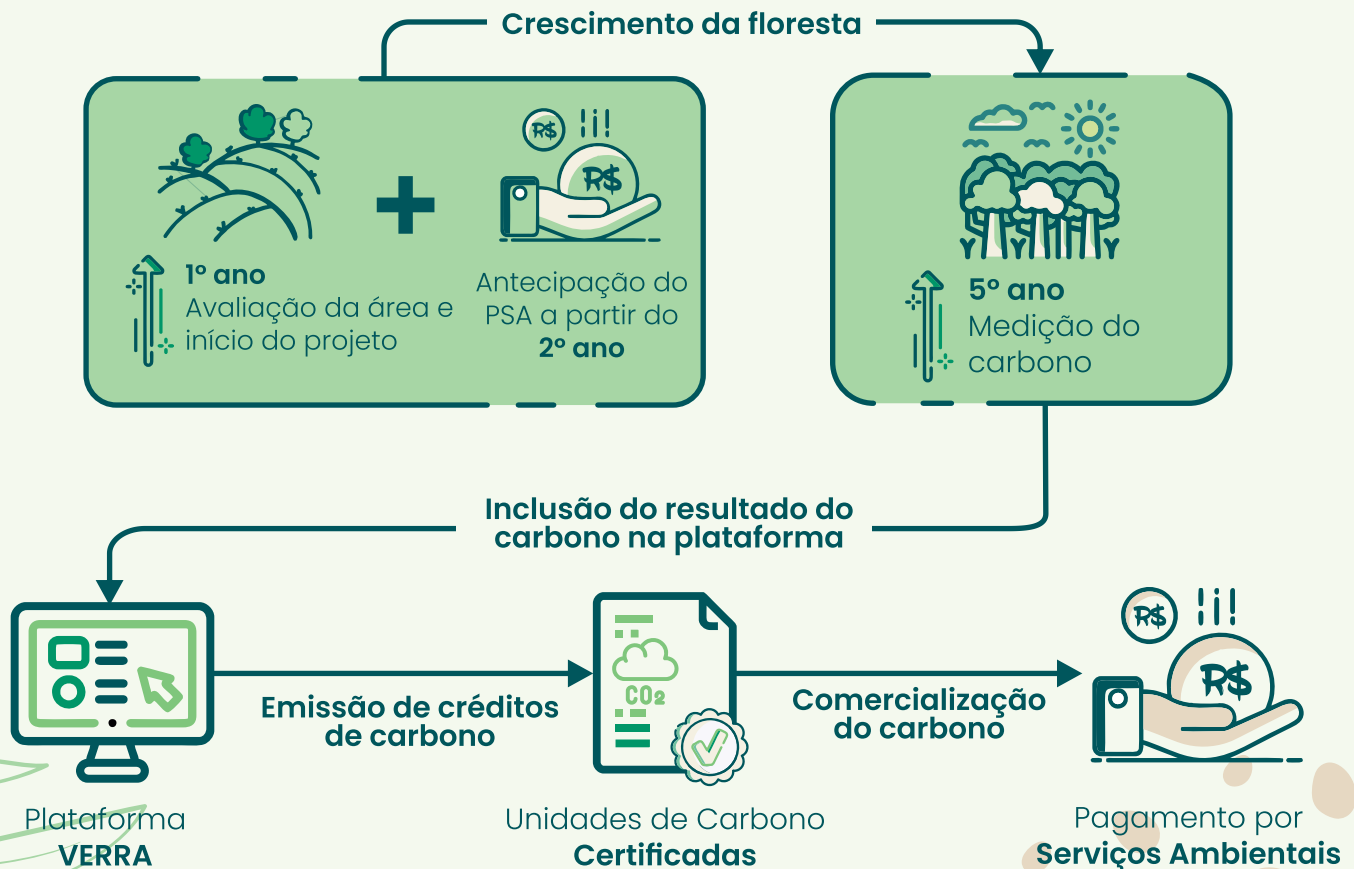 Crescimento da floresta
R$
R$
1º ano
Avaliação da área e
início do projeto
Antecipação do
PSA a partir do
2º ano
5º ano
Medição do
carbono
Inclusão do resultado do
carbono na plataforma
Emissão de créditos
de carbono
CO₂
Comercialização
do carbono
R$
R$
Plataforma
VERRA
Unidades de Carbono
Certificadas
Pagamento por
Serviços Ambientais